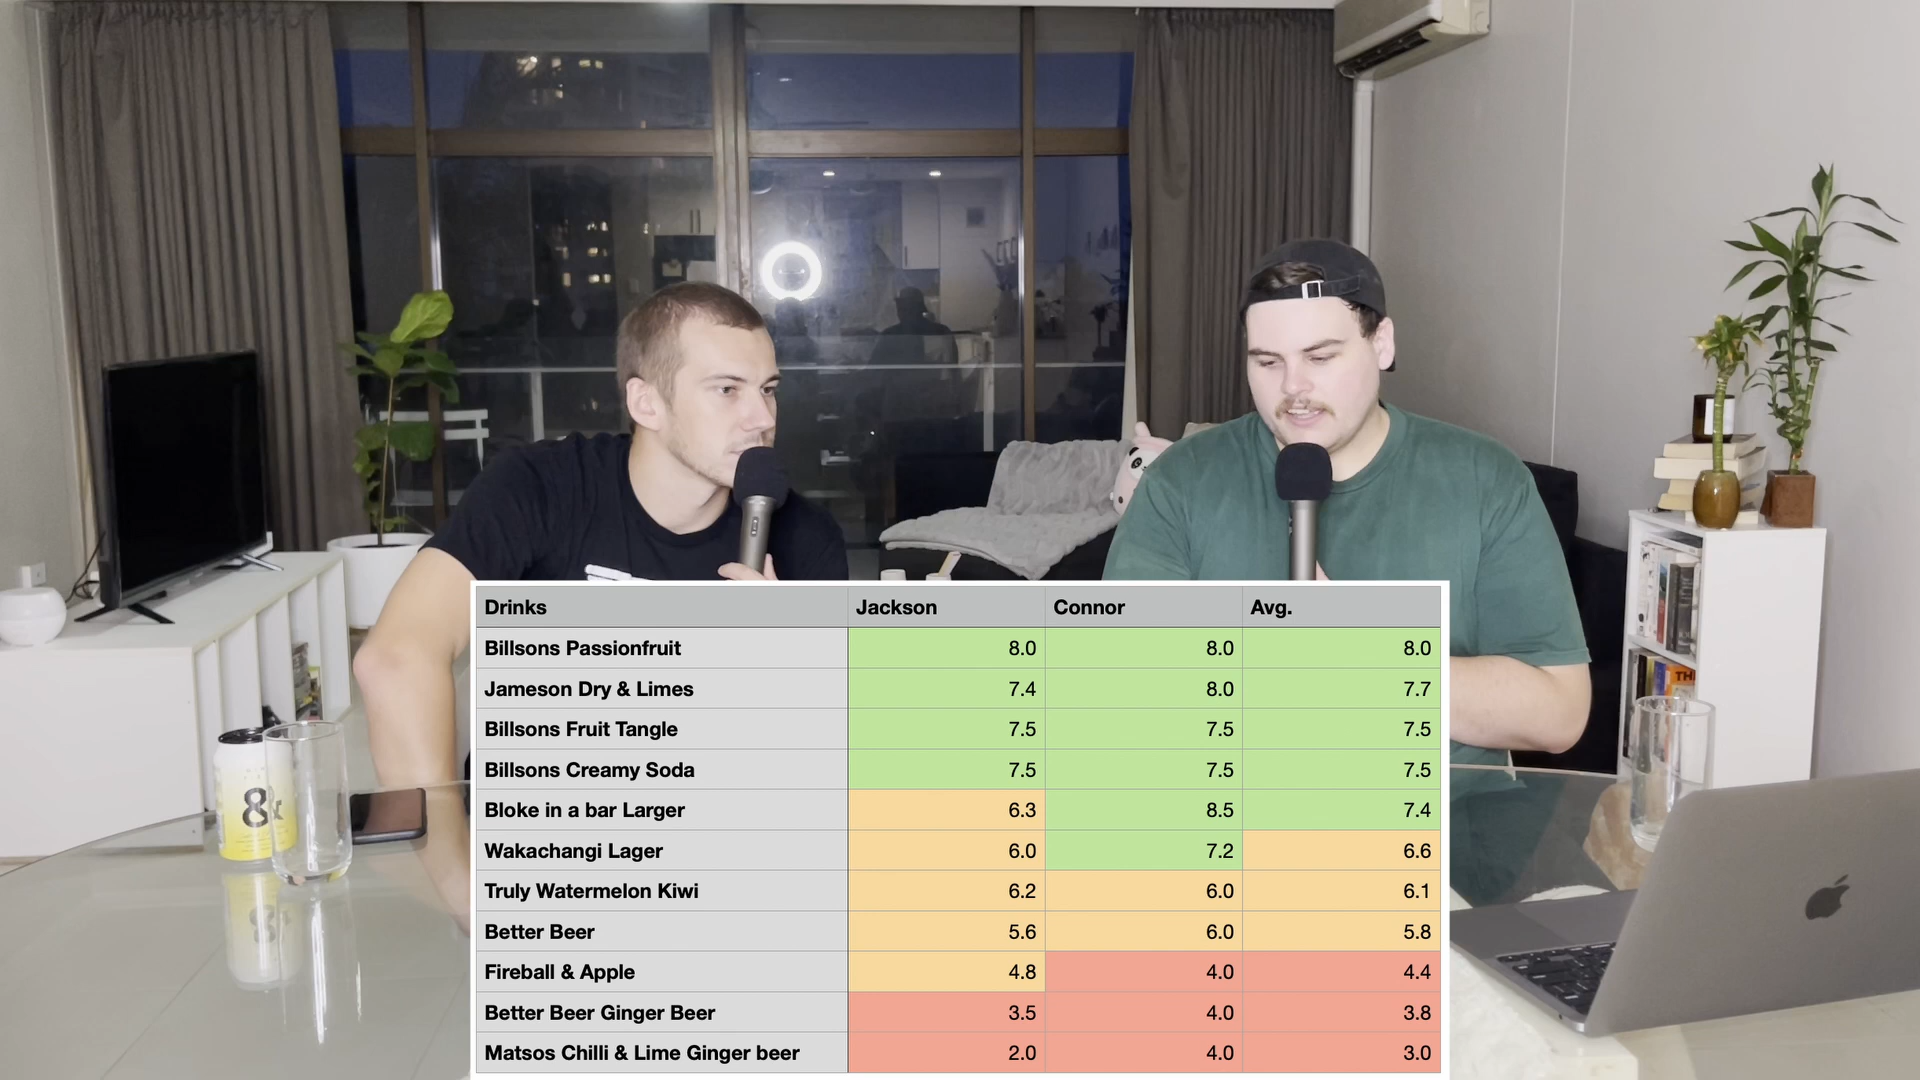 Drinks Jackson Connor Avg.
Billsons Passionfruit 8.0 8.0 8.0
Jameson Dry & Limes 7.4 8.0 7.7
Billsons Fruit Tangle 7.5 7.5 7.5
Billsons Creamy Soda 7.5 7.5 7.5
Bloke in a bar Larger 6.3 8.5 7.4
Wakachangi Lager 6.0 7.2 6.6
Truly Watermelon Kiwi 6.2 6.0 6.1
Better Beer 5.6 6.0 5.8
Fireball & Apple 4.8 4.0 4.4
Better Beer Ginger Beer 3.5 4.0 3.8
Matsos Chilli & Lime Ginger beer 2.0 4.0 3.0